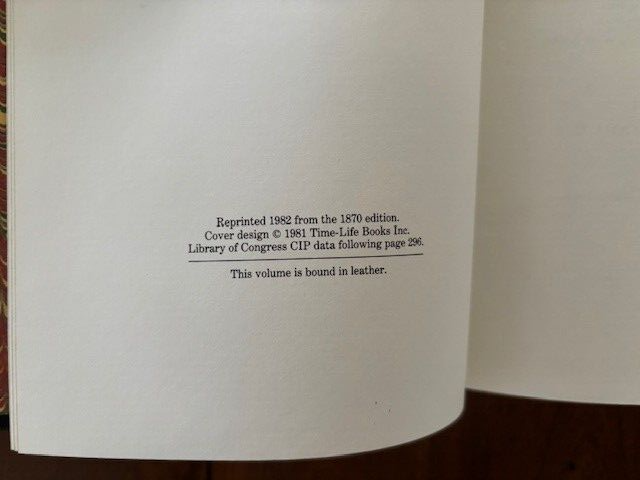 Reprinted 1982 from the 1870 edition.
Cover design © 1981 Time-Life Books Inc.
Library of Congress CIP data following page 296.
This volume is bound in leather.